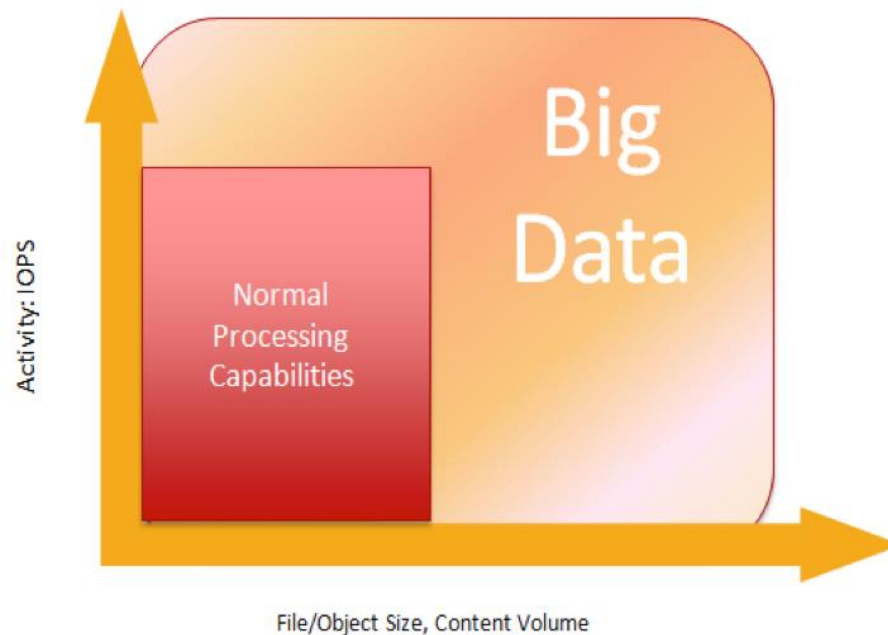 Big
Data
Activity: IOPS
Normal
Processing
Capabilities
File/Object Size, Content Volume